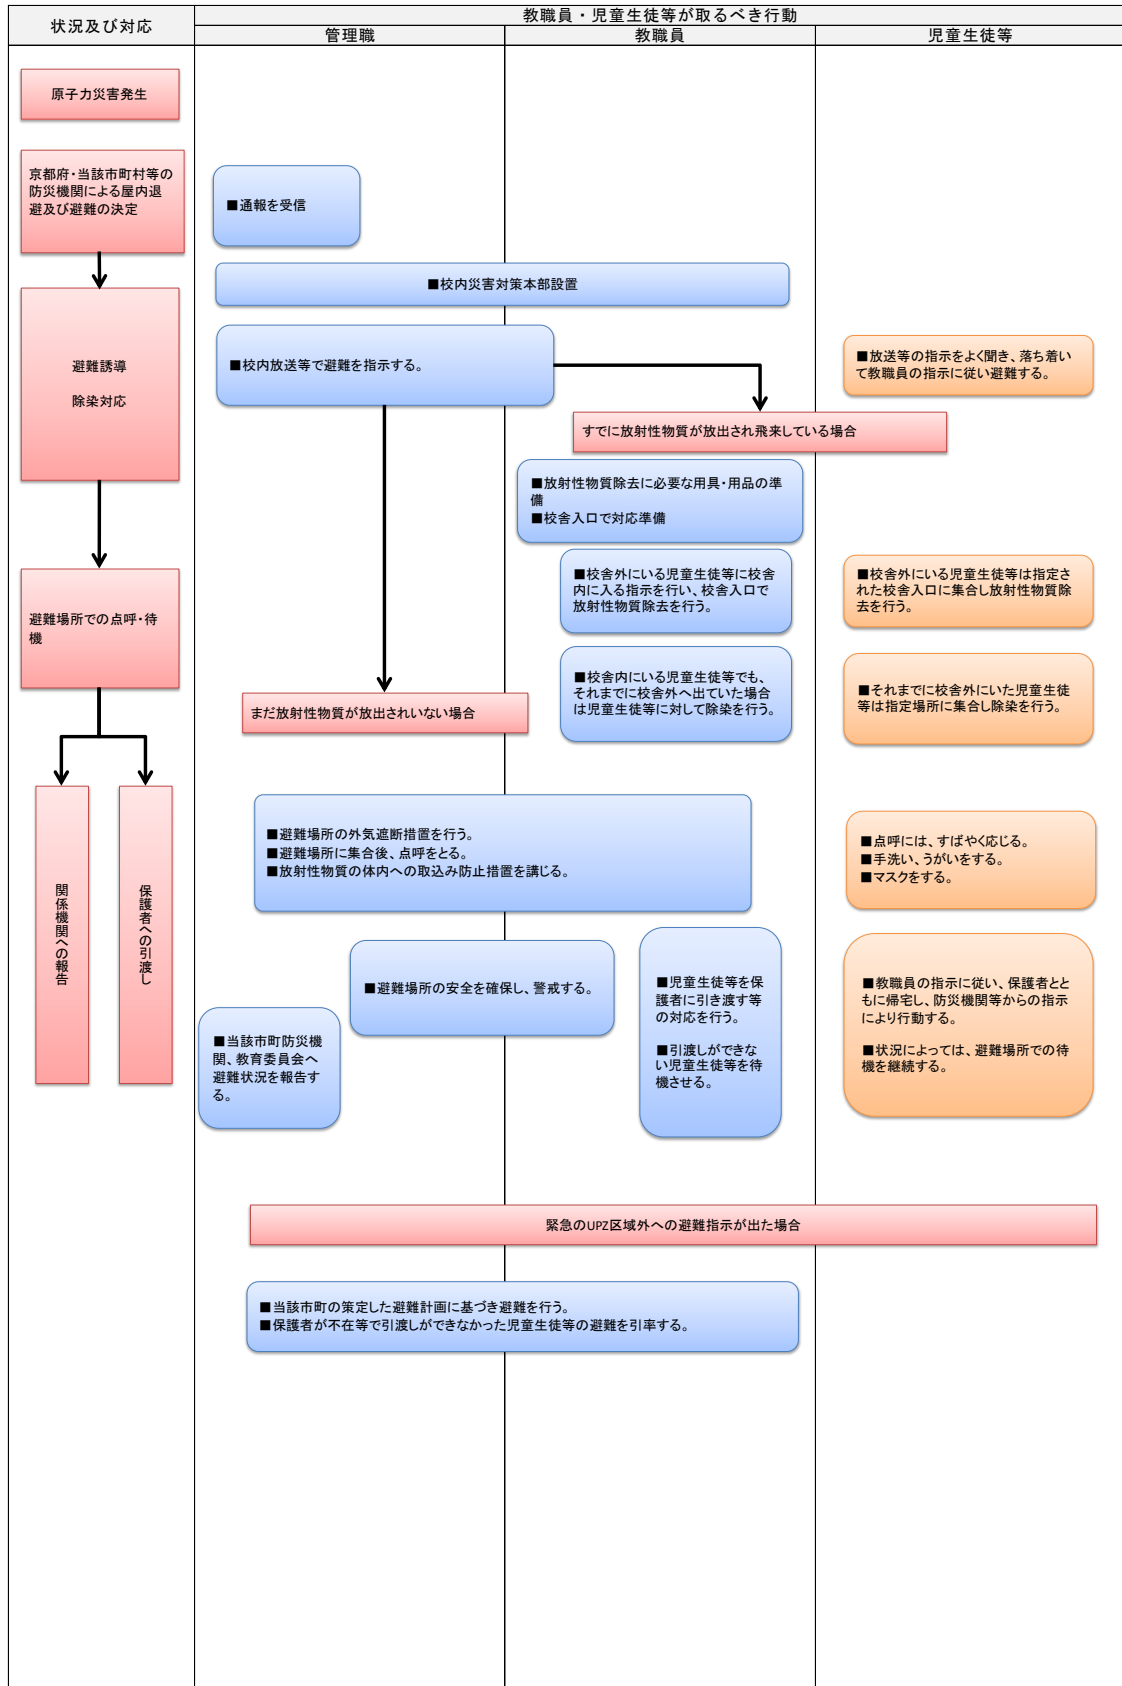 状況及び対応
教職員・児童生徒等が取るべき行動
管理職
教職員
児童生徒等
原子力災害発生
京都府・当該市町村等の
防災機関による屋内退
避及び避難の決定
■通報を受信
■校内災害対策本部設置
避難誘導
除染対応
■校内放送等で避難を指示する。
■放送等の指示をよく聞き、落ち着い
て教職員の指示に従い避難する。
すでに放射性物質が放出され飛来している場合
■放射性物質除去に必要な用具・用品の準
備
■校舎入口で対応準備
■校舎外にいる児童生徒等に校舎
内に入る指示を行い、校舎入口で
放射性物質除去を行う。
■校舎外にいる児童生徒等は指定さ
れた校舎入口に集合し放射性物質除
去を行う。
避難場所での点呼・待
機
■校舎内にいる児童生徒等でも、
それまでに校舎外へ出ていた場合
は児童生徒等に対して除染を行う。
■それまでに校舎外にいた児童生徒
等は指定場所に集合し除染を行う。
まだ放射性物質が放出されいない場合
関係機関への報告
保護者への引渡し
■避難場所の外気遮断措置を行う。
■避難場所に集合後、点呼をとる。
■放射性物質の体内への取込み防止措置を講じる。
■点呼には、すばやく応じる。
■手洗い、うがいをする。
■マスクをする。
■避難場所の安全を確保し、警戒する。
■児童生徒等を保
護者に引き渡す等
の対応を行う。
■引渡しができな
い児童生徒等を待
機させる。
■教職員の指示に従い、保護者とと
もに帰宅し、防災機関等からの指示
により行動する。
■状況によっては、避難場所での待
機を継続する。
■当該市町防災機
関、教育委員会へ
避難状況を報告す
る。
緊急のUPZ区域外への避難指示が出た場合
■当該市町の策定した避難計画に基づき避難を行う。
■保護者が不在等で引渡しができなかった児童生徒等の避難を引率する。